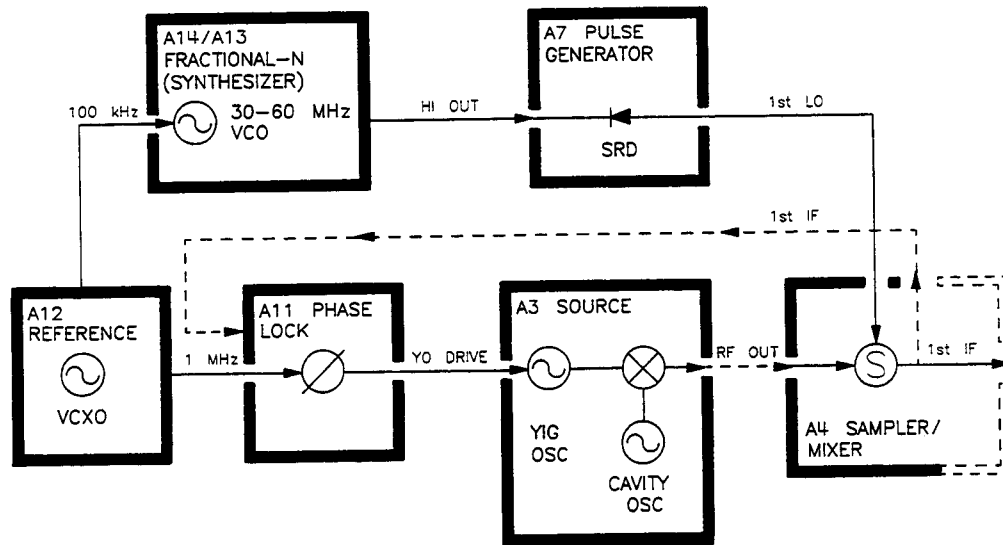 A14/A13
FRACTIONAL-N
(SYNTHESIZER)
30-60 MHz
VCO
100 kHz
HI OUT
A7 PULSE
GENERATOR
SRD
1st LO
1st IF
A12
REFERENCE
VCXO
1 MHz
A11 PHASE
LOCK
YO DRIVE
A3 SOURCE
YIG
OSC
CAVITY
OSC
RF OUT
S
1st IF
A4 SAMPLER/
MIXER